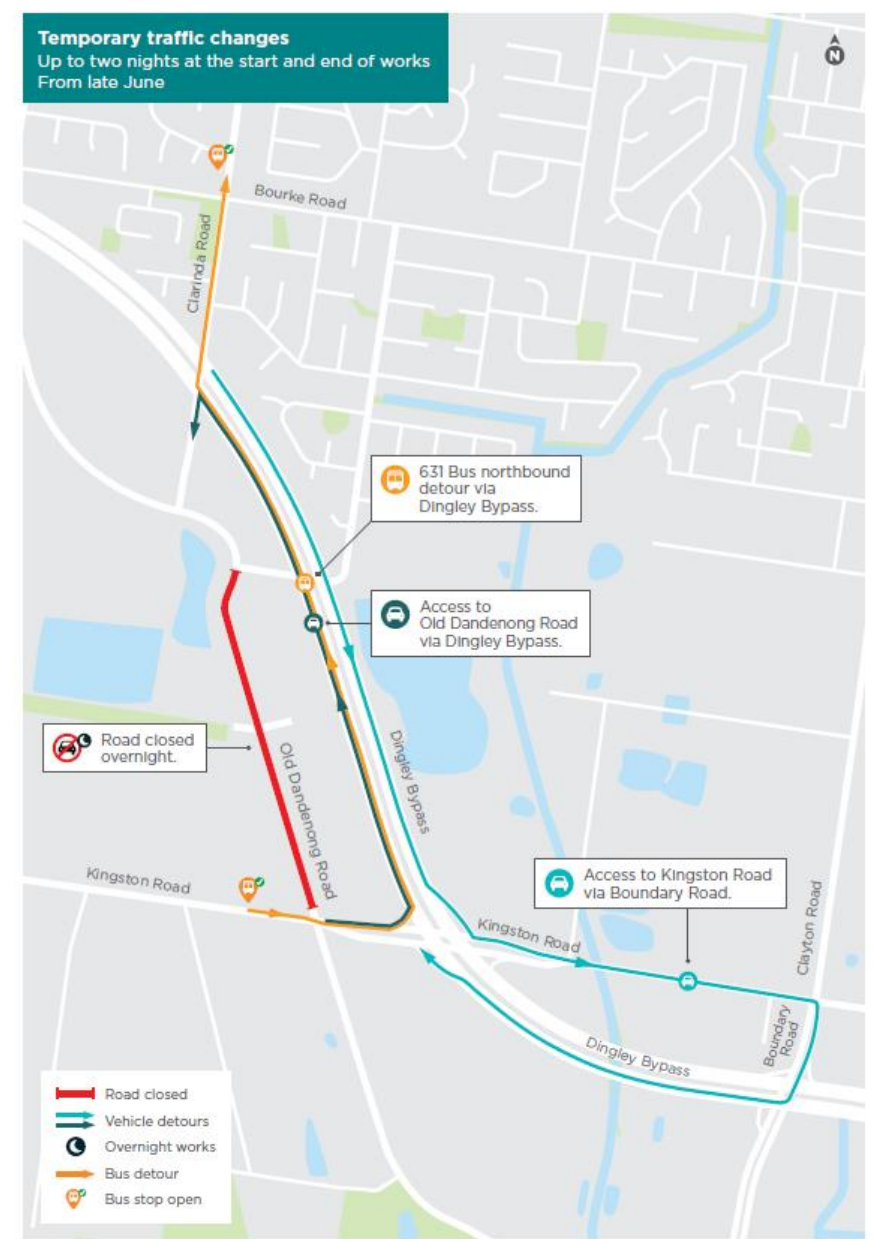 Temporary traffic changes
Up to two nights at the start and end of works
From late June
N
Bourke Road
Clarinda Road
631 Bus northbound
detour via
Dingley Bypass.
Access to
Old Dandenong Road
via Dingley Bypass.
Road closed
overnight.
Old Dandenong Road
Dingley Bypass
Kingston Road
Access to Kingston Road
via Boundary Road.
Kingston Road
Clayton Road
Boundary
Road
Dingley Bypass
Road closed
Vehicle detours
Overnight works
Bus detour
Bus stop open